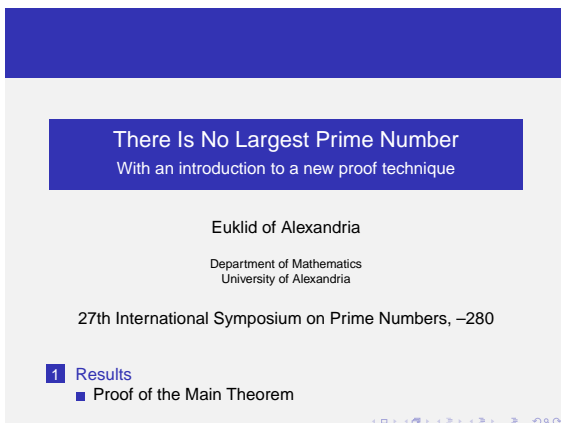 There Is No Largest Prime Number
With an introduction to a new proof technique
Euklid of Alexandria
Department of Mathematics
University of Alexandria
27th International Symposium on Prime Numbers, –280
1 Results
Proof of the Main Theorem